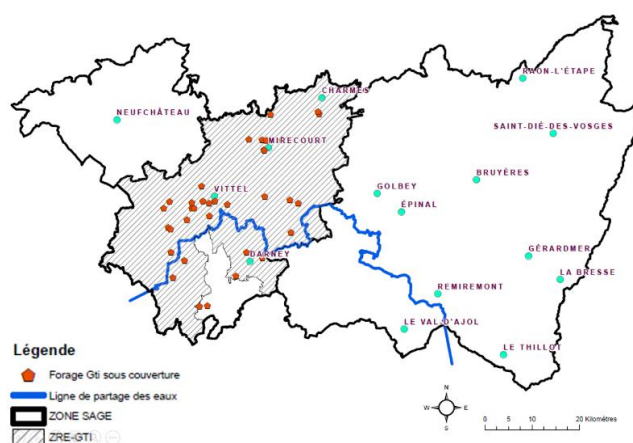 RAON-L'ÉTAPE
CHARMES
NEUFCHÂTEAU
SAINT-DIÉ-DES-VOSGES
MIRECOURT
BRUYÈRES
VITTEL
GOLBEY
ÉPINAL
GÉRARDMER
DARNEY
LA BRESSE
REMIREMONT
LE VAL-D'AJOL
LE THILLOT
Légende
Forage Gti sous couverture
Ligne de partage des eaux
ZONE SAGE
ZRE-GTI
N
W E
S
0 5 10 20 Kilomètres